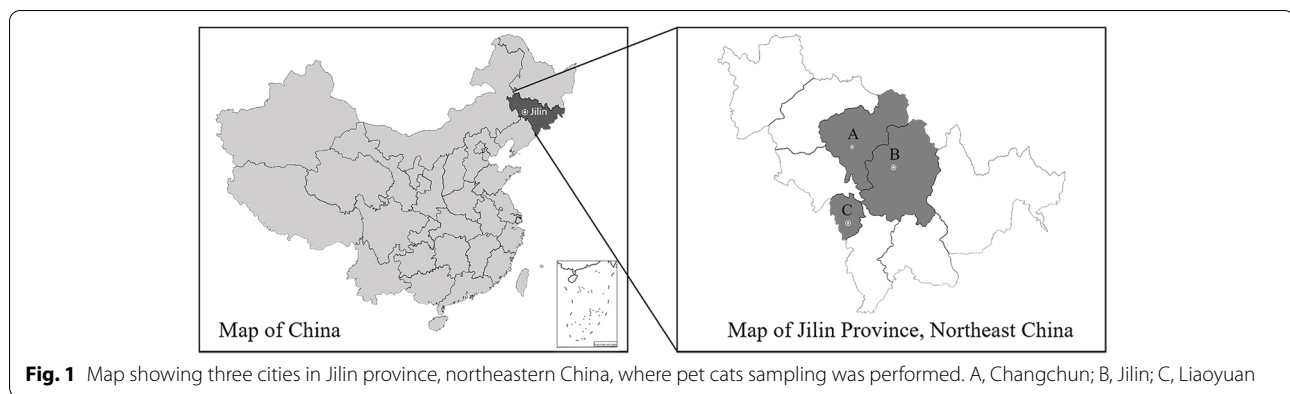 Jilin
A
B
C
Map of China
Map of Jilin Province, Northeast China
Fig. 1 Map showing three cities in Jilin province, northeastern China, where pet cats sampling was performed. A, Changchun; B, Jilin; C, Liaoyuan